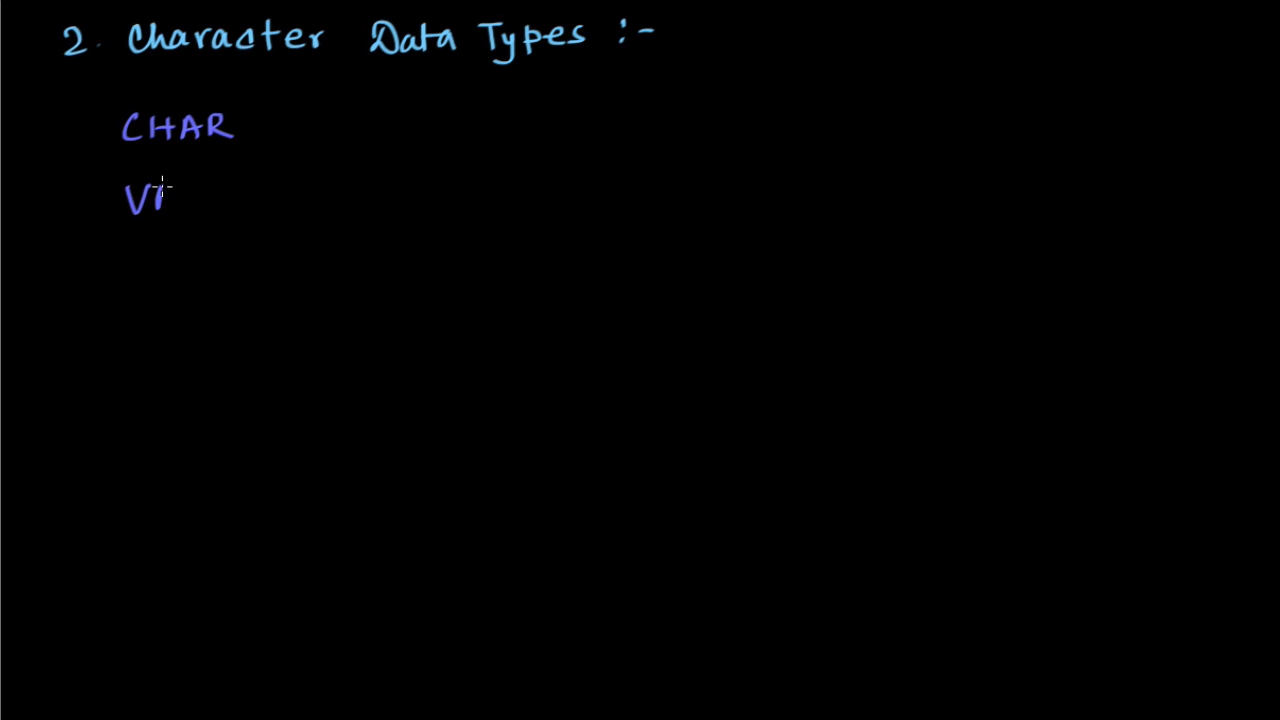 2. Character Data Types :-
CHAR
V